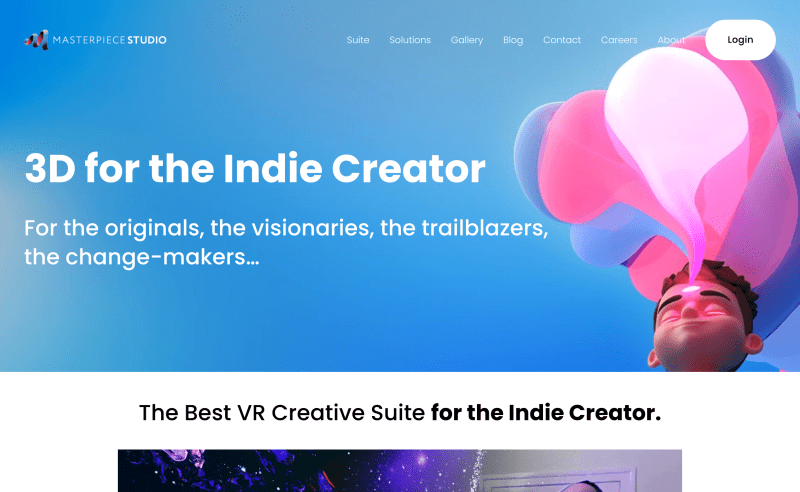 MASTERPIECE STUDIO
Suite
Solutions
Gallery
Blog
Contact
Careers
About
Login
3D for the Indie Creator
For the originals, the visionaries, the trailblazers,
the change-makers...
The Best VR Creative Suite for the Indie Creator.